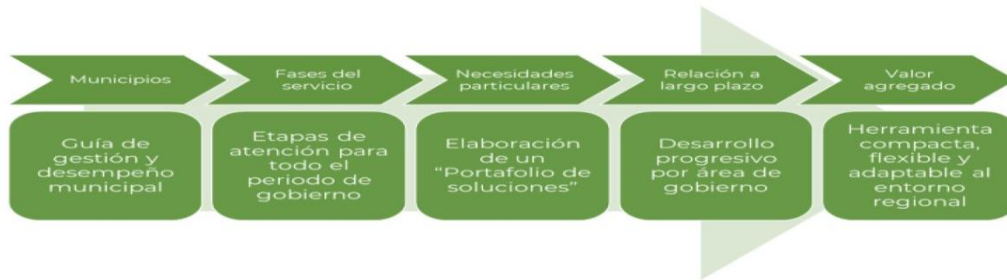 Municipios
Fases del
servicio
Necesidades
particulares
Relación a
largo plazo
Valor
agregado
Guía de
gestión y
desempeño
municipal
Etapas de
atención para
todo el
periodo de
gobierno
Elaboración
de un
“Portafolio de
soluciones”
Desarrollo
progresivo
por área de
gobierno
Herramienta
compacta,
flexible y
adaptable al
entorno
regional